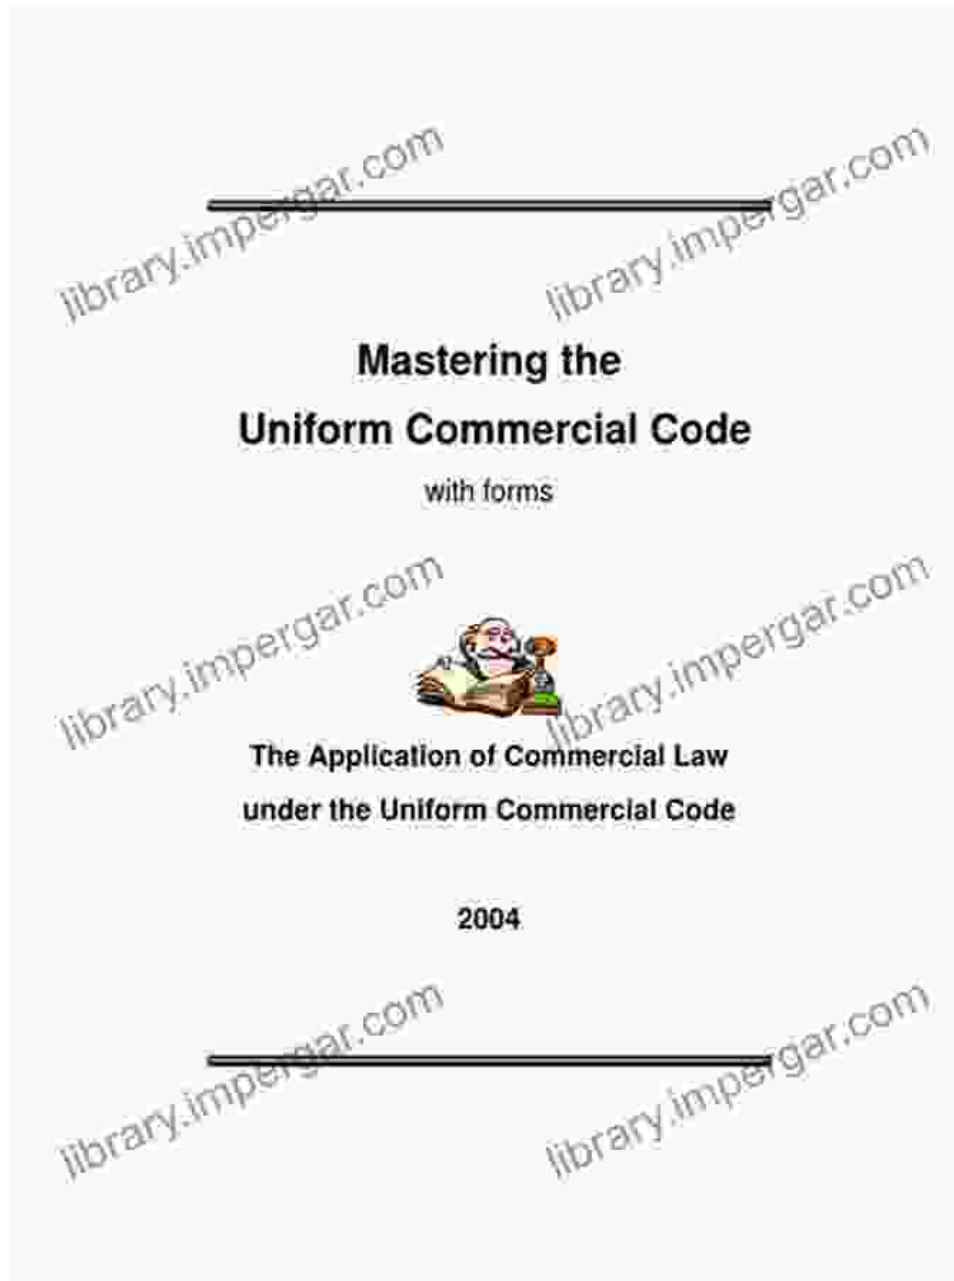 library.impergar.com
library.impergar.com
Mastering the
Uniform Commercial Code
with forms
library.impergar.com
library.impergar.com
The Application of Commercial Law
under the Uniform Commercial Code
2004
library.impergar.com
library.impergar.com